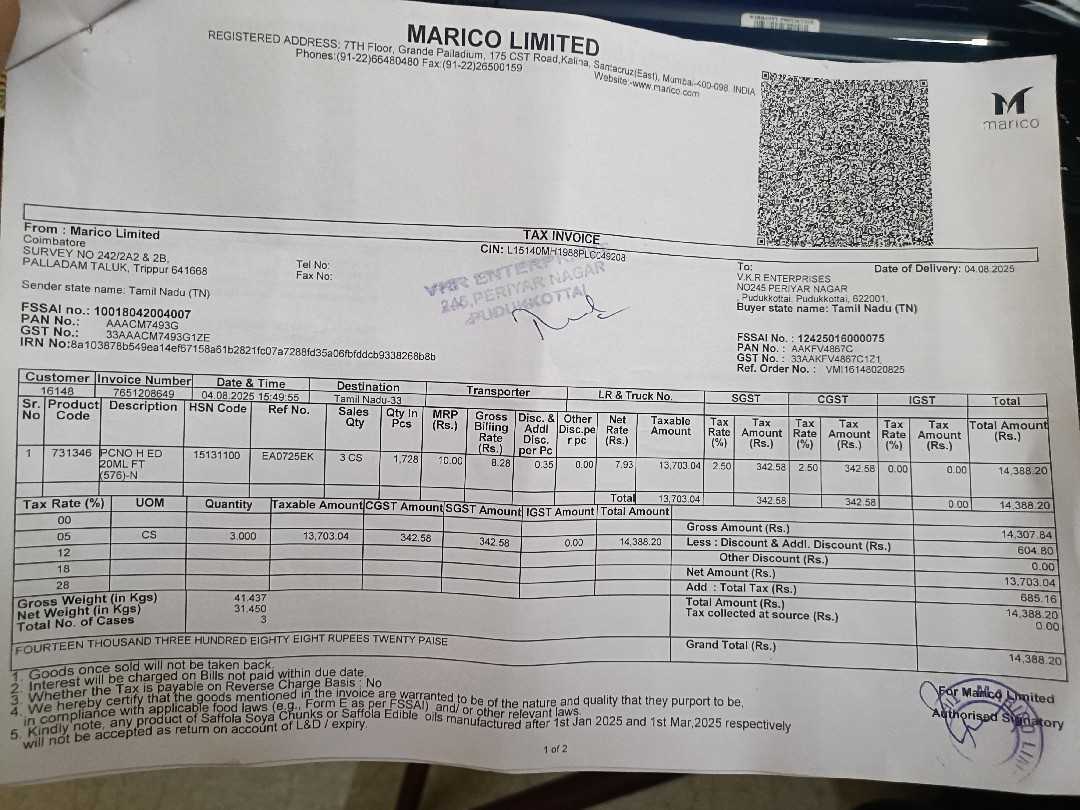 MARICO LIMITED
REGISTERED ADDRESS: 7TH Floor, Grande Palladium, 175 CST Road,Kalina, Santacruz(East), Mumbai-400-098. INDIA
Phones:(91-22)66480480 Fax:(91-22)26500159
Website:-www.marico.com
marico
TAX INVOICE
CIN: L15140MH1988PLC049208
From : Marico Limited
Coimbatore
SURVEY NO 242/2A2 & 2B,
PALLADAM TALUK, Trippur 641668
Tel No:
Fax No:
Sender state name: Tamil Nadu (TN)
FSSAI no.: 10018042004007
PAN No.: AAACM7493G
GST No.: 33AAACM7493G1ZE
IRN No:8a103878b549ea14ef67158a61b2821fc07a7288fd35a06fbfddcb9338268b8b
VKR ENTERPRISES
246,PERIYAR NAGAR
PUDUKKOTTAI
To:
V.K.R ENTERPRISES
NO245 PERIYAR NAGAR
, Pudukkottai, Pudukkottai, 622001.
Buyer state name: Tamil Nadu (TN)
Date of Delivery: 04.08.2025
FSSAI No. : 12425016000075
PAN No. : AAKFV4867C
GST No. : 33AAKFV4867C1Z1
Ref. Order No. : VMI16148020825
Customer Invoice Number Date & Time Destination Transporter LR & Truck No. SGST CGST IGST Total
16148 7651208649 04.08.2025 15:49:55 Tamil Nadu-33
Sr. No Product Code Description HSN Code Ref No. Sales Qty Qty In Pcs MRP (Rs.) Gross Billing Rate (Rs.) Disc. & Addl Disc. per Pc Other Disc.pe r pc Net Rate (Rs.) Taxable Amount Tax Rate (%) Tax Amount (Rs.) Tax Rate (%) Tax Amount (Rs.) Tax Rate (%) Tax Amount (Rs.) Total Amount (Rs.)
1 731346 PCNO H ED 20ML FT (576)-N 15131100 EA0725EK 3 CS 1,728 10.00 8.28 0.35 0.00 7.93 13,703.04 2.50 342.58 2.50 342.58 0.00 0.00 14,388.20
Total 13,703.04 342.58 342.58 0.00 14,388.20
Tax Rate (%) UOM Quantity Taxable Amount CGST Amount SGST Amount IGST Amount Total Amount
00
05 CS 3.000 13,703.04 342.58 342.58 0.00 14,388.20
12
18
28
Gross Amount (Rs.) 14,307.84
Less : Discount & Addl. Discount (Rs.) 604.80
Other Discount (Rs.) 0.00
Net Amount (Rs.) 13,703.04
Add : Total Tax (Rs.) 685.16
Total Amount (Rs.) 14,388.20
Tax collected at source (Rs.) 0.00
Grand Total (Rs.) 14,388.20
Gross Weight (in Kgs) 41.437
Net Weight (in Kgs) 31.450
Total No. of Cases 3
FOURTEEN THOUSAND THREE HUNDRED EIGHTY EIGHT RUPEES TWENTY PAISE
1. Goods once sold will not be taken back.
2. Interest will be charged on Bills not paid within due date.
3. Whether the Tax is payable on Reverse Charge Basis : No
4. We hereby certify that the goods mentioned in the invoice are warranted to be of the nature and quality that they purport to be,
in compliance with applicable food laws (e.g., Form E as per FSSAI) and/ or other relevant laws.
5. Kindly note, any product of Saffola Soya Chunks or Saffola Edible oils manufactured after 1st Jan 2025 and 1st Mar,2025 respectively
will not be accepted as return on account of L&D / expiry.
For Marico Limited
Authorised Signatory
1 of 2